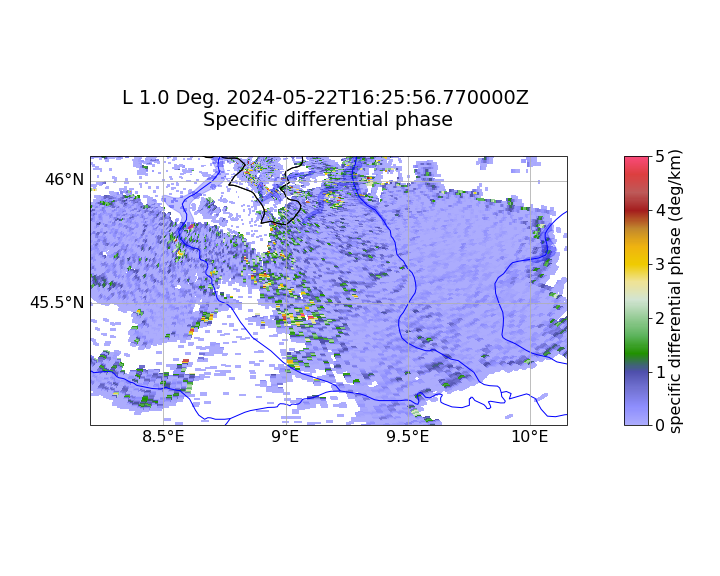 L 1.0 Deg. 2024-05-22T16:25:56.770000Z
Specific differential phase
46°N
45.5°N
8.5°E
9°E
9.5°E
10°E
5
4
3
2
1
0
specific differential phase (deg/km)